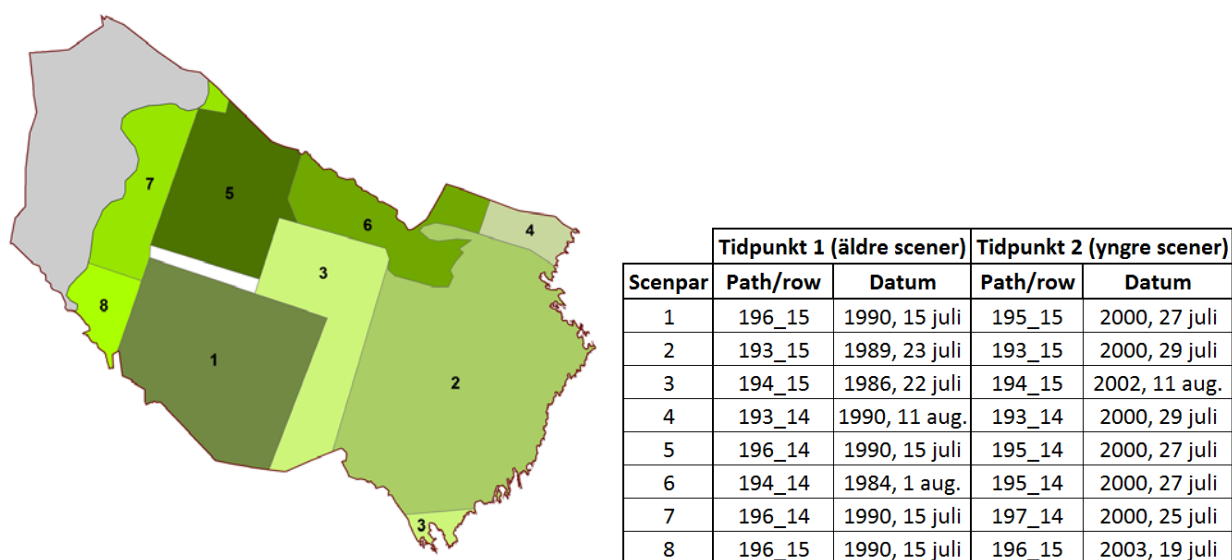 7
5
6
4
3
8
1
2
3
Tidpunkt 1 (äldre scener) Tidpunkt 2 (yngre scener)
Scenpar Path/row Datum Path/row Datum
1 196_15 1990, 15 juli 195_15 2000, 27 juli
2 193_15 1989, 23 juli 193_15 2000, 29 juli
3 194_15 1986, 22 juli 194_15 2002, 11 aug.
4 193_14 1990, 11 aug. 193_14 2000, 29 juli
5 196_14 1990, 15 juli 195_14 2000, 27 juli
6 194_14 1984, 1 aug. 195_14 2000, 27 juli
7 196_14 1990, 15 juli 197_14 2000, 25 juli
8 196_15 1990, 15 juli 196_15 2003, 19 juli